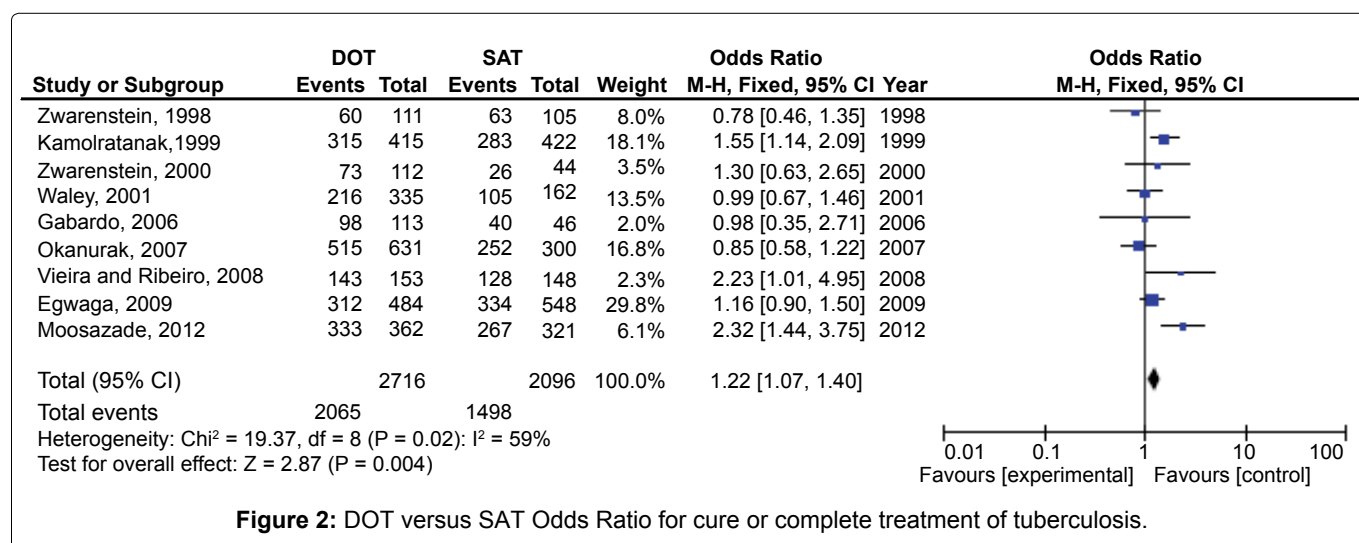 DOT SAT Odds Ratio Odds Ratio
Study or Subgroup Events Total Events Total Weight M-H, Fixed, 95% CI Year M-H, Fixed, 95% CI
Zwarenstein, 1998 60 111 63 105 8.0% 0.78 [0.46, 1.35] 1998
Kamolratanak,1999 315 415 283 422 18.1% 1.55 [1.14, 2.09] 1999
Zwarenstein, 2000 73 112 26 44 3.5% 1.30 [0.63, 2.65] 2000
Waley, 2001 216 335 105 162 13.5% 0.99 [0.67, 1.46] 2001
Gabardo, 2006 98 113 40 46 2.0% 0.98 [0.35, 2.71] 2006
Okanurak, 2007 515 631 252 300 16.8% 0.85 [0.58, 1.22] 2007
Vieira and Ribeiro, 2008 143 153 128 148 2.3% 2.23 [1.01, 4.95] 2008
Egwaga, 2009 312 484 334 548 29.8% 1.16 [0.90, 1.50] 2009
Moosazade, 2012 333 362 267 321 6.1% 2.32 [1.44, 3.75] 2012
Total (95% CI) 2716 2096 100.0% 1.22 [1.07, 1.40]
Total events 2065 1498
Heterogeneity: Chi² = 19.37, df = 8 (P = 0.02): I² = 59%
Test for overall effect: Z = 2.87 (P = 0.004)
0.01 0.1 1 10 100
Favours [experimental] Favours [control]
Figure 2: DOT versus SAT Odds Ratio for cure or complete treatment of tuberculosis.